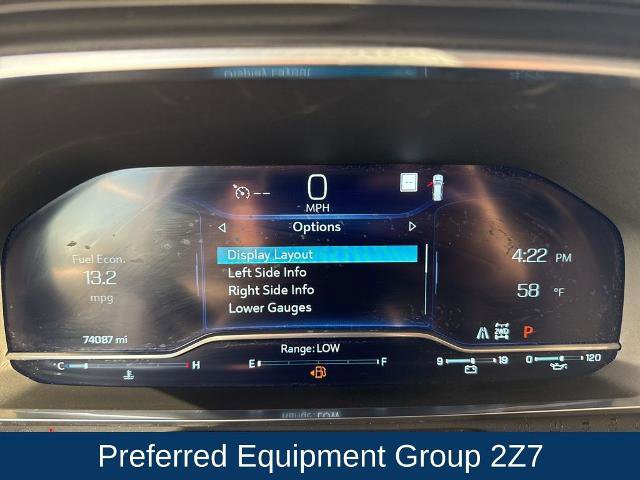 0
MPH
Options
Display Layout
Left Side Info
Right Side Info
Lower Gauges
Fuel Econ.
13.2
mpg
74087 mi
4:22 PM
58 °F
2WD
P
Range: LOW
C H
E F
9 19
0 120
Preferred Equipment Group 2Z7